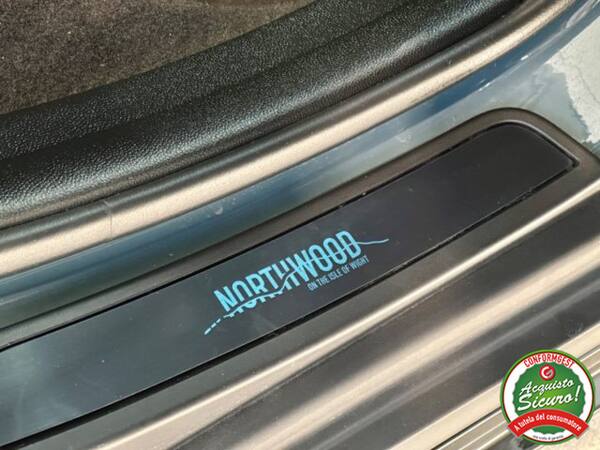 NORTHWOOD
ON THE ISLE OF WIGHT
CONFORMGEST
Acquisto
Sicuro!
A tutela del consumatore